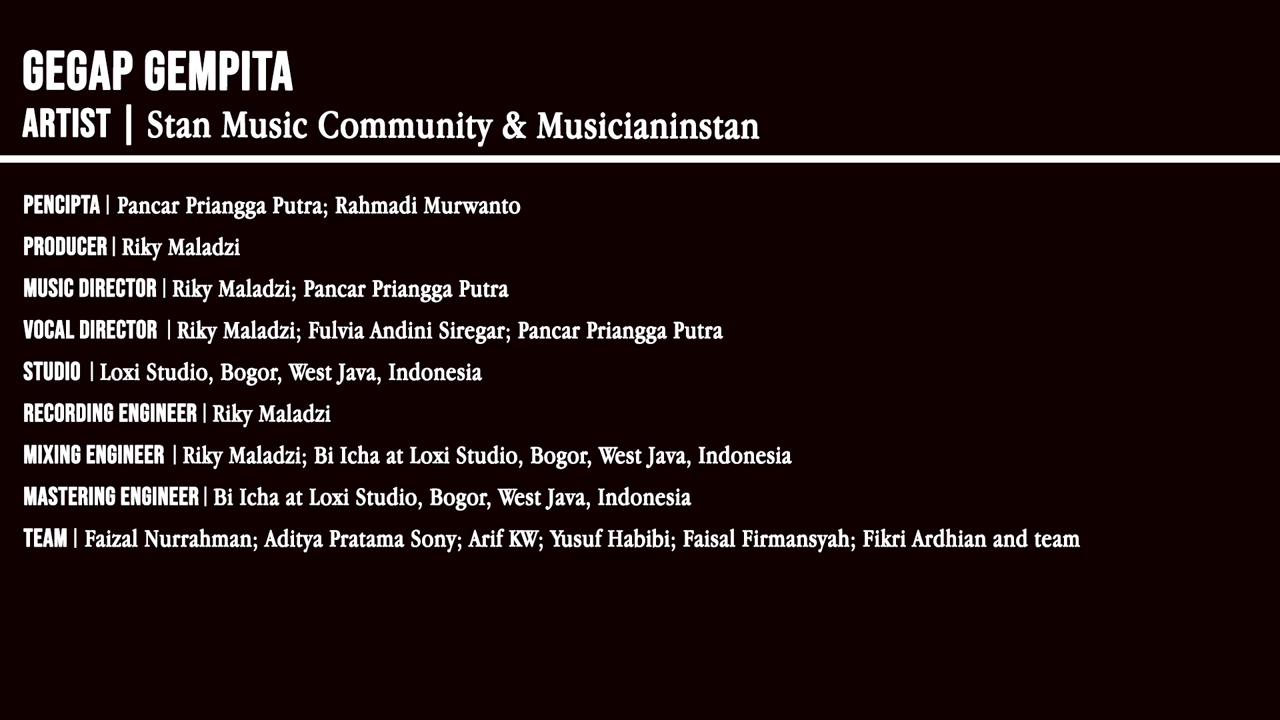 GEGAP GEMPITA
ARTIST | Stan Music Community & Musicianinstan
PENCIPTA | Pancar Priangga Putra; Rahmadi Murwanto
PRODUCER | Riky Maladzi
MUSIC DIRECTOR | Riky Maladzi; Pancar Priangga Putra
VOCAL DIRECTOR | Riky Maladzi; Fulvia Andini Siregar; Pancar Priangga Putra
STUDIO | Loxi Studio, Bogor, West Java, Indonesia
RECORDING ENGINEER | Riky Maladzi
MIXING ENGINEER | Riky Maladzi; Bi Icha at Loxi Studio, Bogor, West Java, Indonesia
MASTERING ENGINEER | Bi Icha at Loxi Studio, Bogor, West Java, Indonesia
TEAM | Faizal Nurrahman; Aditya Pratama Sony; Arif KW; Yusuf Habibi; Faisal Firmansyah; Fikri Ardhian and team